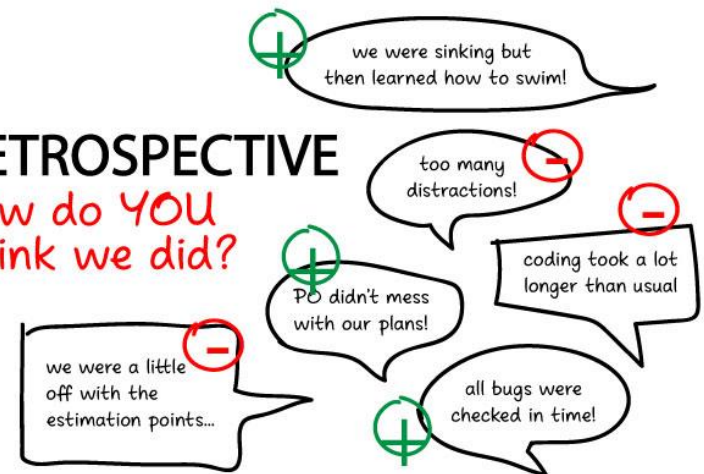 we were sinking but
then learned how to swim!
ETROSPECTIVE
w do YOU
ink we did?
too many
distractions!
coding took a lot
longer than usual
PO didn't mess
with our plans!
we were a little
off with the
estimation points...
all bugs were
checked in time!